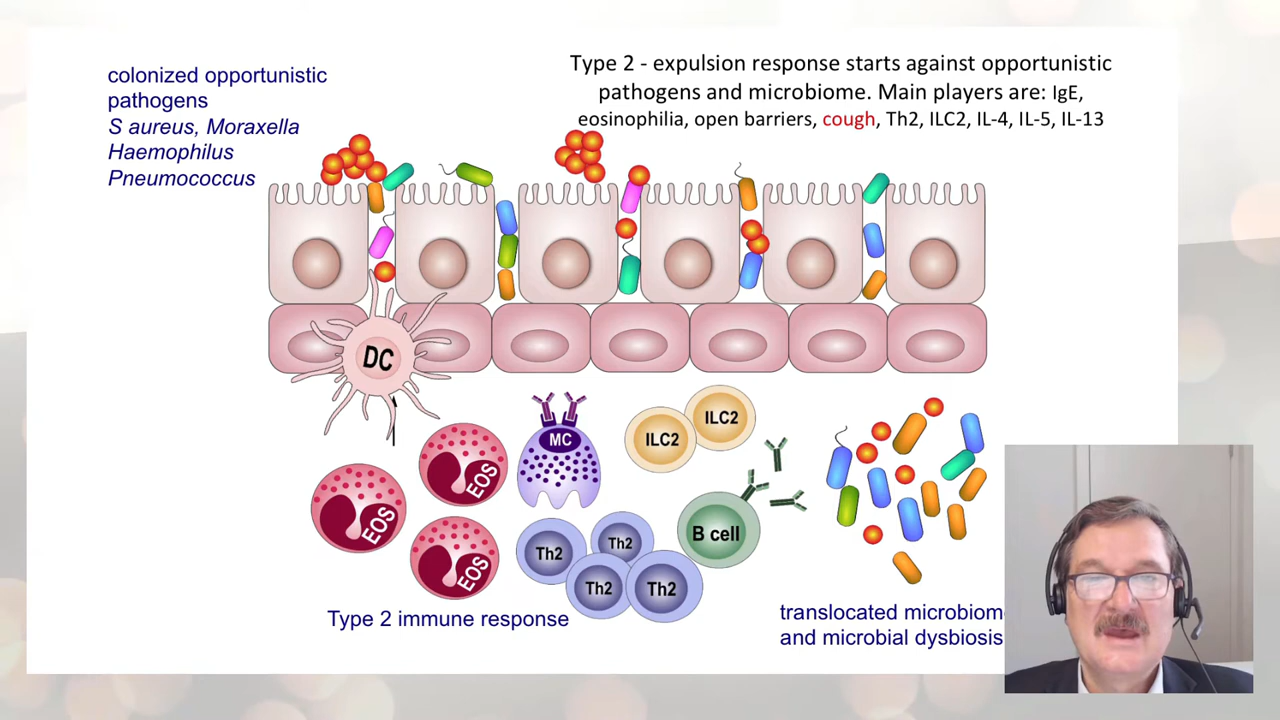 colonized opportunistic
pathogens
S aureus, Moraxella
Haemophilus
Pneumococcus
Type 2 - expulsion response starts against opportunistic
pathogens and microbiome. Main players are: IgE,
eosinophilia, open barriers, cough, Th2, ILC2, IL-4, IL-5, IL-13
DC
EOS
EOS
EOS
MC
ILC2
ILC2
B cell
Th2
Th2
Th2
Th2
Type 2 immune response
translocated microbiom
and microbial dysbiosis